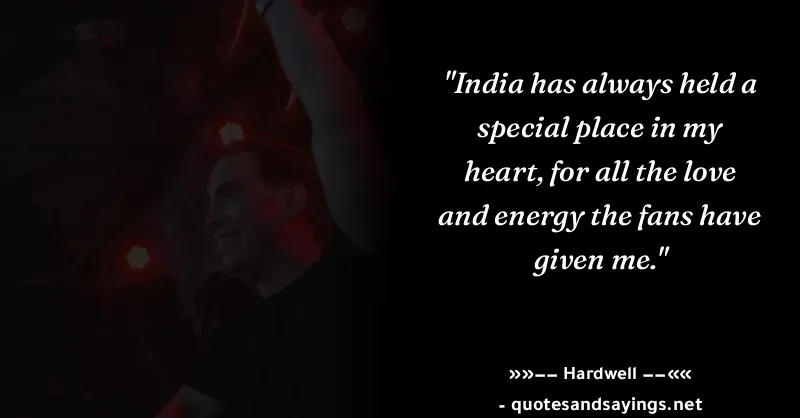 "India has always held a
special place in my
heart, for all the love
and energy the fans have
given me."
»»–– Hardwell ––««
- quotesandsayings.net